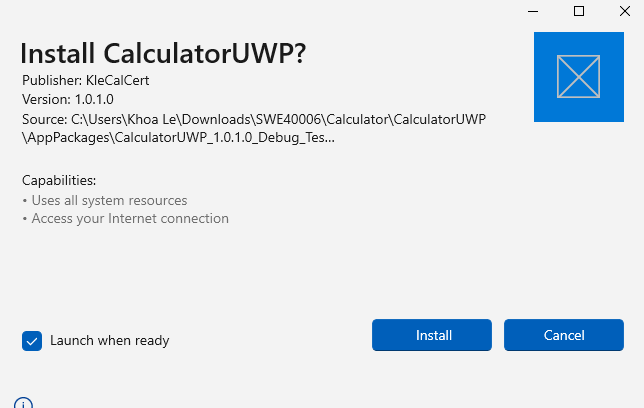 Install CalculatorUWP?
Publisher: KleCalCert
Version: 1.0.1.0
Source: C:\Users\Khoa Le\Downloads\SWE40006\Calculator\CalculatorUWP
\AppPackages\CalculatorUWP_1.0.1.0_Debug_Tes...
Capabilities:
• Uses all system resources
• Access your Internet connection
Launch when ready
Install
Cancel